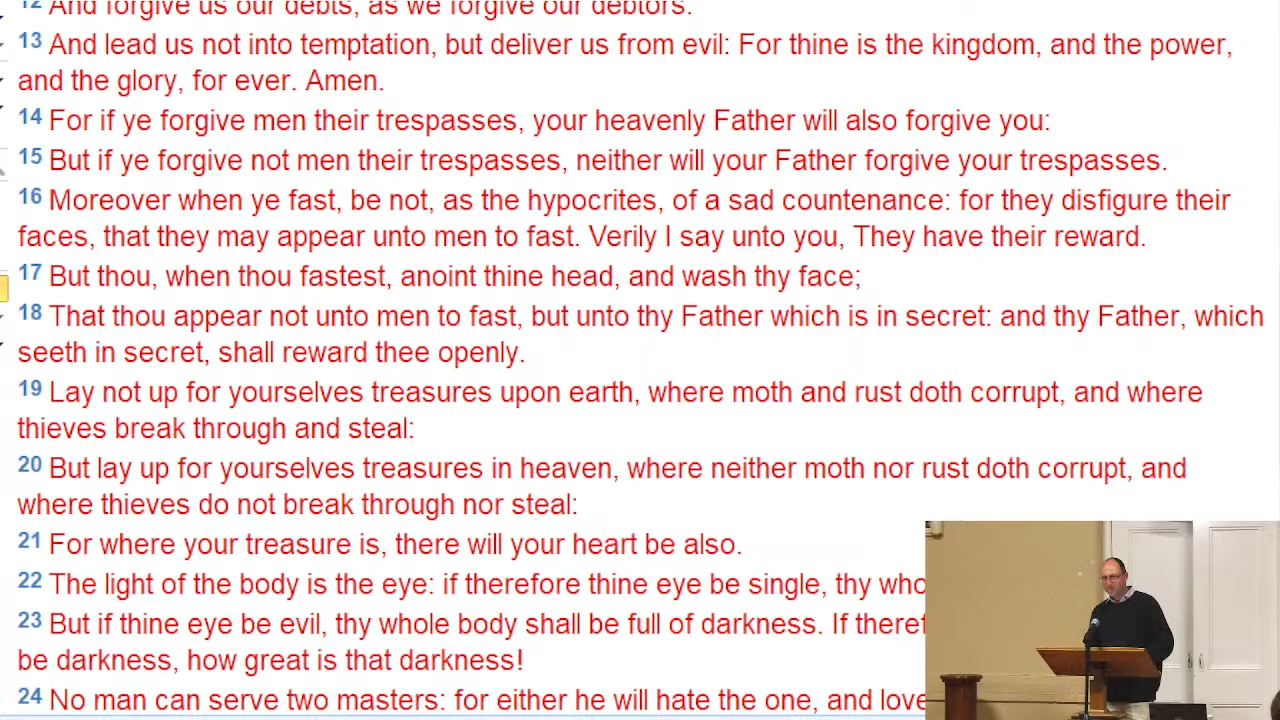 12 And forgive us our debts, as we forgive our debtors.
13 And lead us not into temptation, but deliver us from evil: For thine is the kingdom, and the power,
and the glory, for ever. Amen.
14 For if ye forgive men their trespasses, your heavenly Father will also forgive you:
15 But if ye forgive not men their trespasses, neither will your Father forgive your trespasses.
16 Moreover when ye fast, be not, as the hypocrites, of a sad countenance: for they disfigure their
faces, that they may appear unto men to fast. Verily I say unto you, They have their reward.
17 But thou, when thou fastest, anoint thine head, and wash thy face;
18 That thou appear not unto men to fast, but unto thy Father which is in secret: and thy Father, which
seeth in secret, shall reward thee openly.
19 Lay not up for yourselves treasures upon earth, where moth and rust doth corrupt, and where
thieves break through and steal:
20 But lay up for yourselves treasures in heaven, where neither moth nor rust doth corrupt, and
where thieves do not break through nor steal:
21 For where your treasure is, there will your heart be also.
22 The light of the body is the eye: if therefore thine eye be single, thy who
23 But if thine eye be evil, thy whole body shall be full of darkness. If theref
be darkness, how great is that darkness!
24 No man can serve two masters: for either he will hate the one, and love